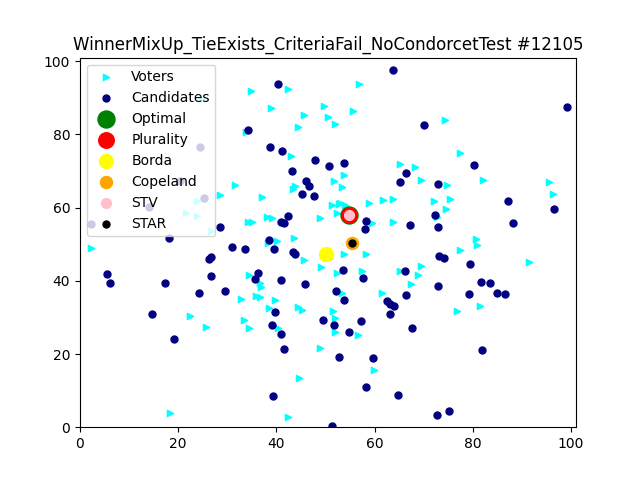 WinnerMixUp_TieExists_CriteriaFail_NoCondorcetTest #12105
100
80
60
40
20
0
0 20 40 60 80 100
Voters
Candidates
Optimal
Plurality
Borda
Copeland
STV
STAR